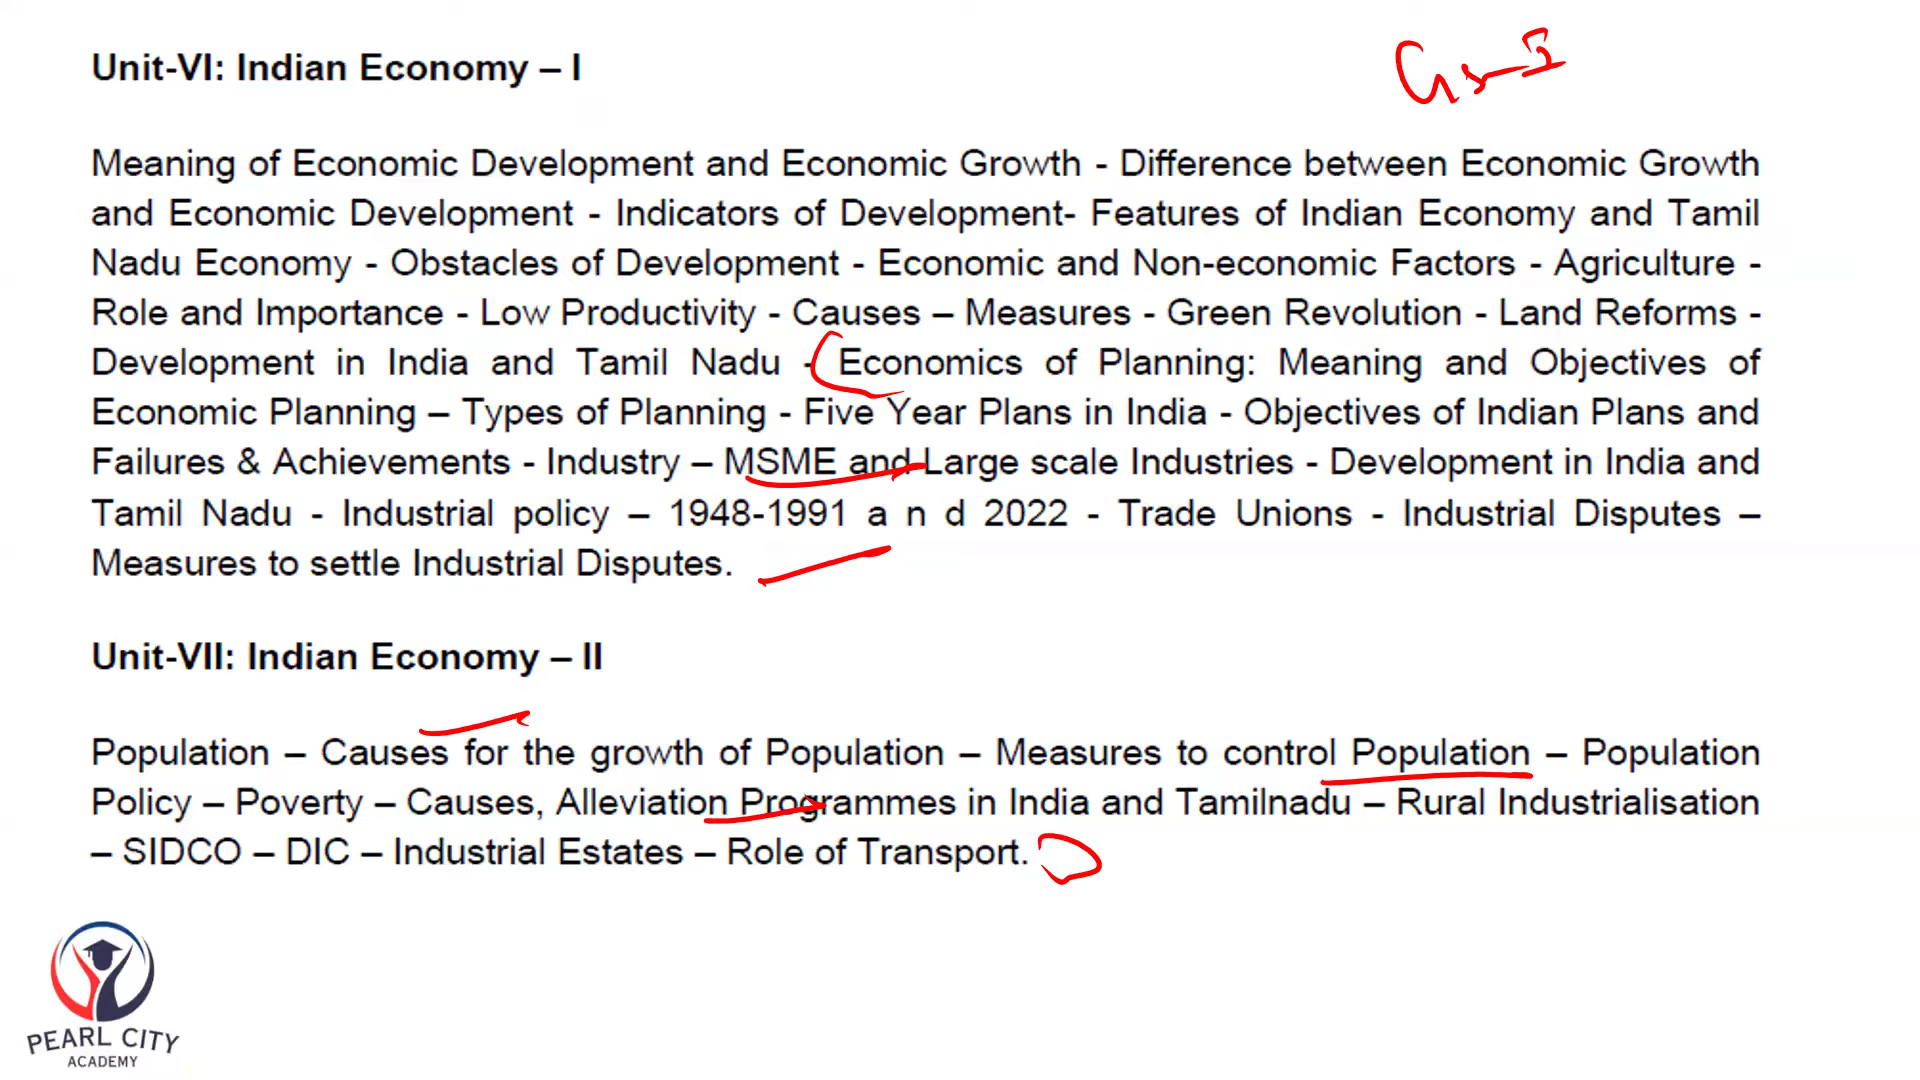 Unit-VI: Indian Economy – I
Gs-I
Meaning of Economic Development and Economic Growth - Difference between Economic Growth
and Economic Development - Indicators of Development- Features of Indian Economy and Tamil
Nadu Economy - Obstacles of Development - Economic and Non-economic Factors - Agriculture -
Role and Importance - Low Productivity - Causes – Measures - Green Revolution - Land Reforms -
Development in India and Tamil Nadu - Economics of Planning: Meaning and Objectives of
Economic Planning – Types of Planning - Five Year Plans in India - Objectives of Indian Plans and
Failures & Achievements - Industry – MSME and Large scale Industries - Development in India and
Tamil Nadu - Industrial policy – 1948-1991 a n d 2022 - Trade Unions - Industrial Disputes –
Measures to settle Industrial Disputes.
Unit-VII: Indian Economy – II
Population – Causes for the growth of Population – Measures to control Population – Population
Policy – Poverty – Causes, Alleviation Programmes in India and Tamilnadu – Rural Industrialisation
– SIDCO – DIC – Industrial Estates – Role of Transport.
PEARL CITY
ACADEMY